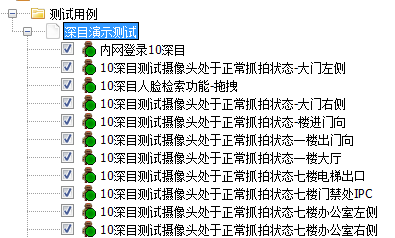 测试用例
深目演示测试
内网登录10深目
10深目测试摄像头处于正常抓拍状态-大门左侧
10深目人脸检索功能-拖拽
10深目测试摄像头处于正常抓拍状态-大门右侧
10深目测试摄像头处于正常抓拍状态-楼进门向
10深目测试摄像头处于正常抓拍状态一楼出门向
10深目测试摄像头处于正常抓拍状态一楼大厅
10深目测试摄像头处于正常抓拍状态七楼电梯出口
10深目测试摄像头处于正常抓拍状态七楼门禁处IPC
10深目测试摄像头处于正常抓拍状态七楼办公室左侧
10深目测试摄像头处于正常抓拍状态七楼办公室右侧